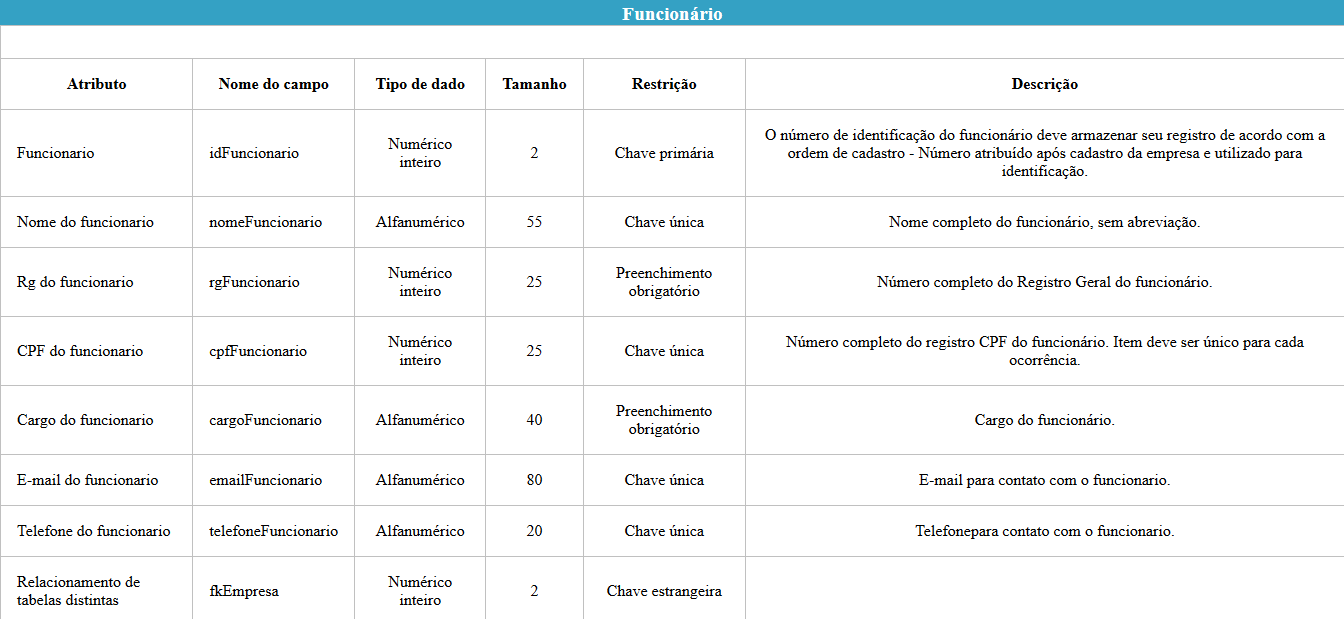 Funcionário
Atributo Nome do campo Tipo de dado Tamanho Restrição Descrição
Funcionario idFuncionario Numérico inteiro 2 Chave primária O número de identificação do funcionário deve armazenar seu registro de acordo com a ordem de cadastro - Número atribuído após cadastro da empresa e utilizado para identificação.
Nome do funcionario nomeFuncionario Alfanumérico 55 Chave única Nome completo do funcionário, sem abreviação.
Rg do funcionario rgFuncionario Numérico inteiro 25 Preenchimento obrigatório Número completo do Registro Geral do funcionário.
CPF do funcionario cpfFuncionario Numérico inteiro 25 Chave única Número completo do registro CPF do funcionário. Item deve ser único para cada ocorrência.
Cargo do funcionario cargoFuncionario Alfanumérico 40 Preenchimento obrigatório Cargo do funcionário.
E-mail do funcionario emailFuncionario Alfanumérico 80 Chave única E-mail para contato com o funcionario.
Telefone do funcionario telefoneFuncionario Alfanumérico 20 Chave única Telefonepara contato com o funcionario.
Relacionamento de tabelas distintas fkEmpresa Numérico inteiro 2 Chave estrangeira